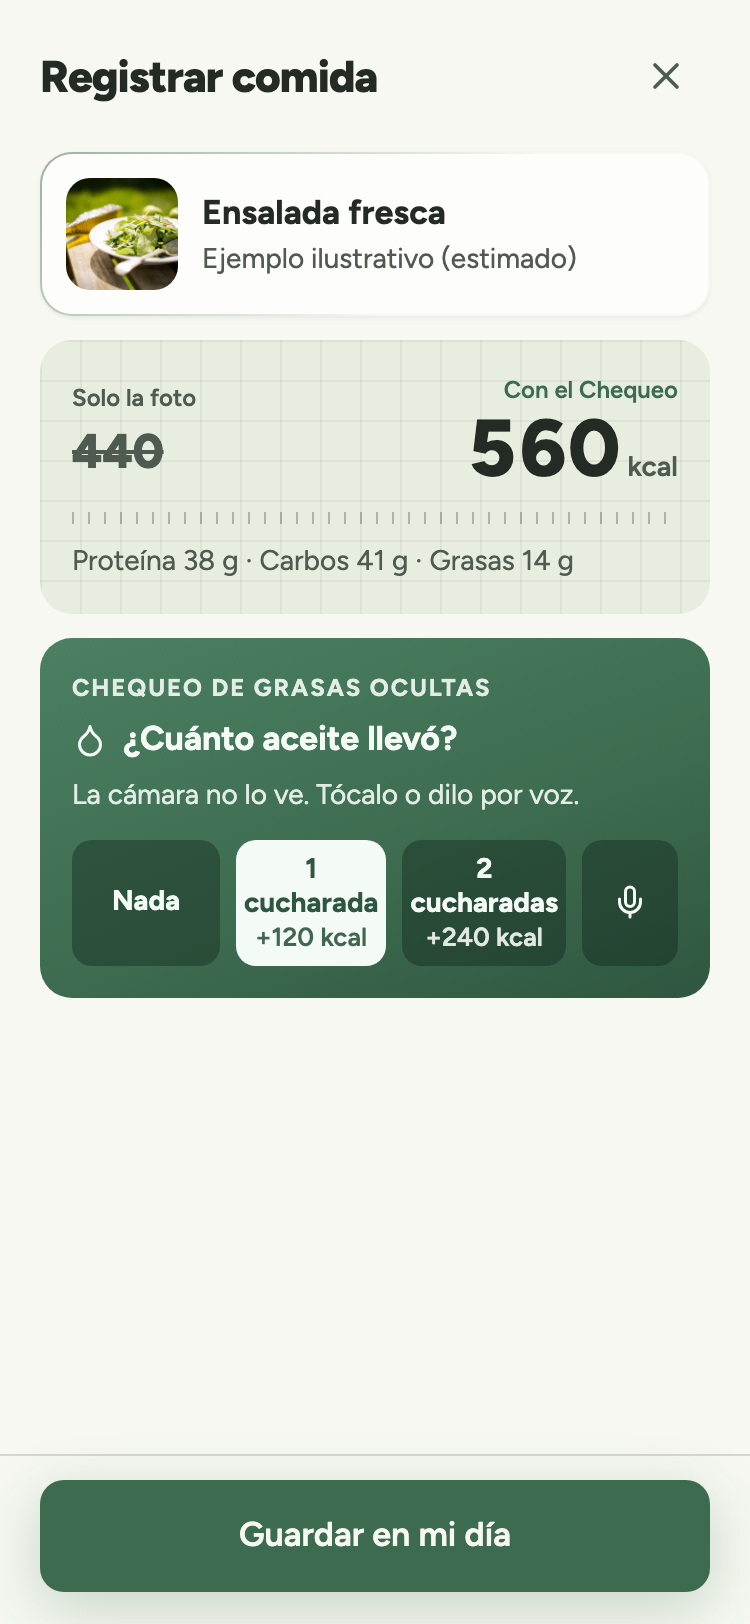 Registrar comida
Ensalada fresca
Ejemplo ilustrativo (estimado)
Solo la foto
440
Con el Chequeo
560 kcal
Proteína 38 g · Carbos 41 g · Grasas 14 g
CHEQUEO DE GRASAS OCULTAS
¿Cuánto aceite llevó?
La cámara no lo ve. Tócalo o dilo por voz.
Nada
1
cucharada
+120 kcal
2
cucharadas
+240 kcal
Guardar en mi día